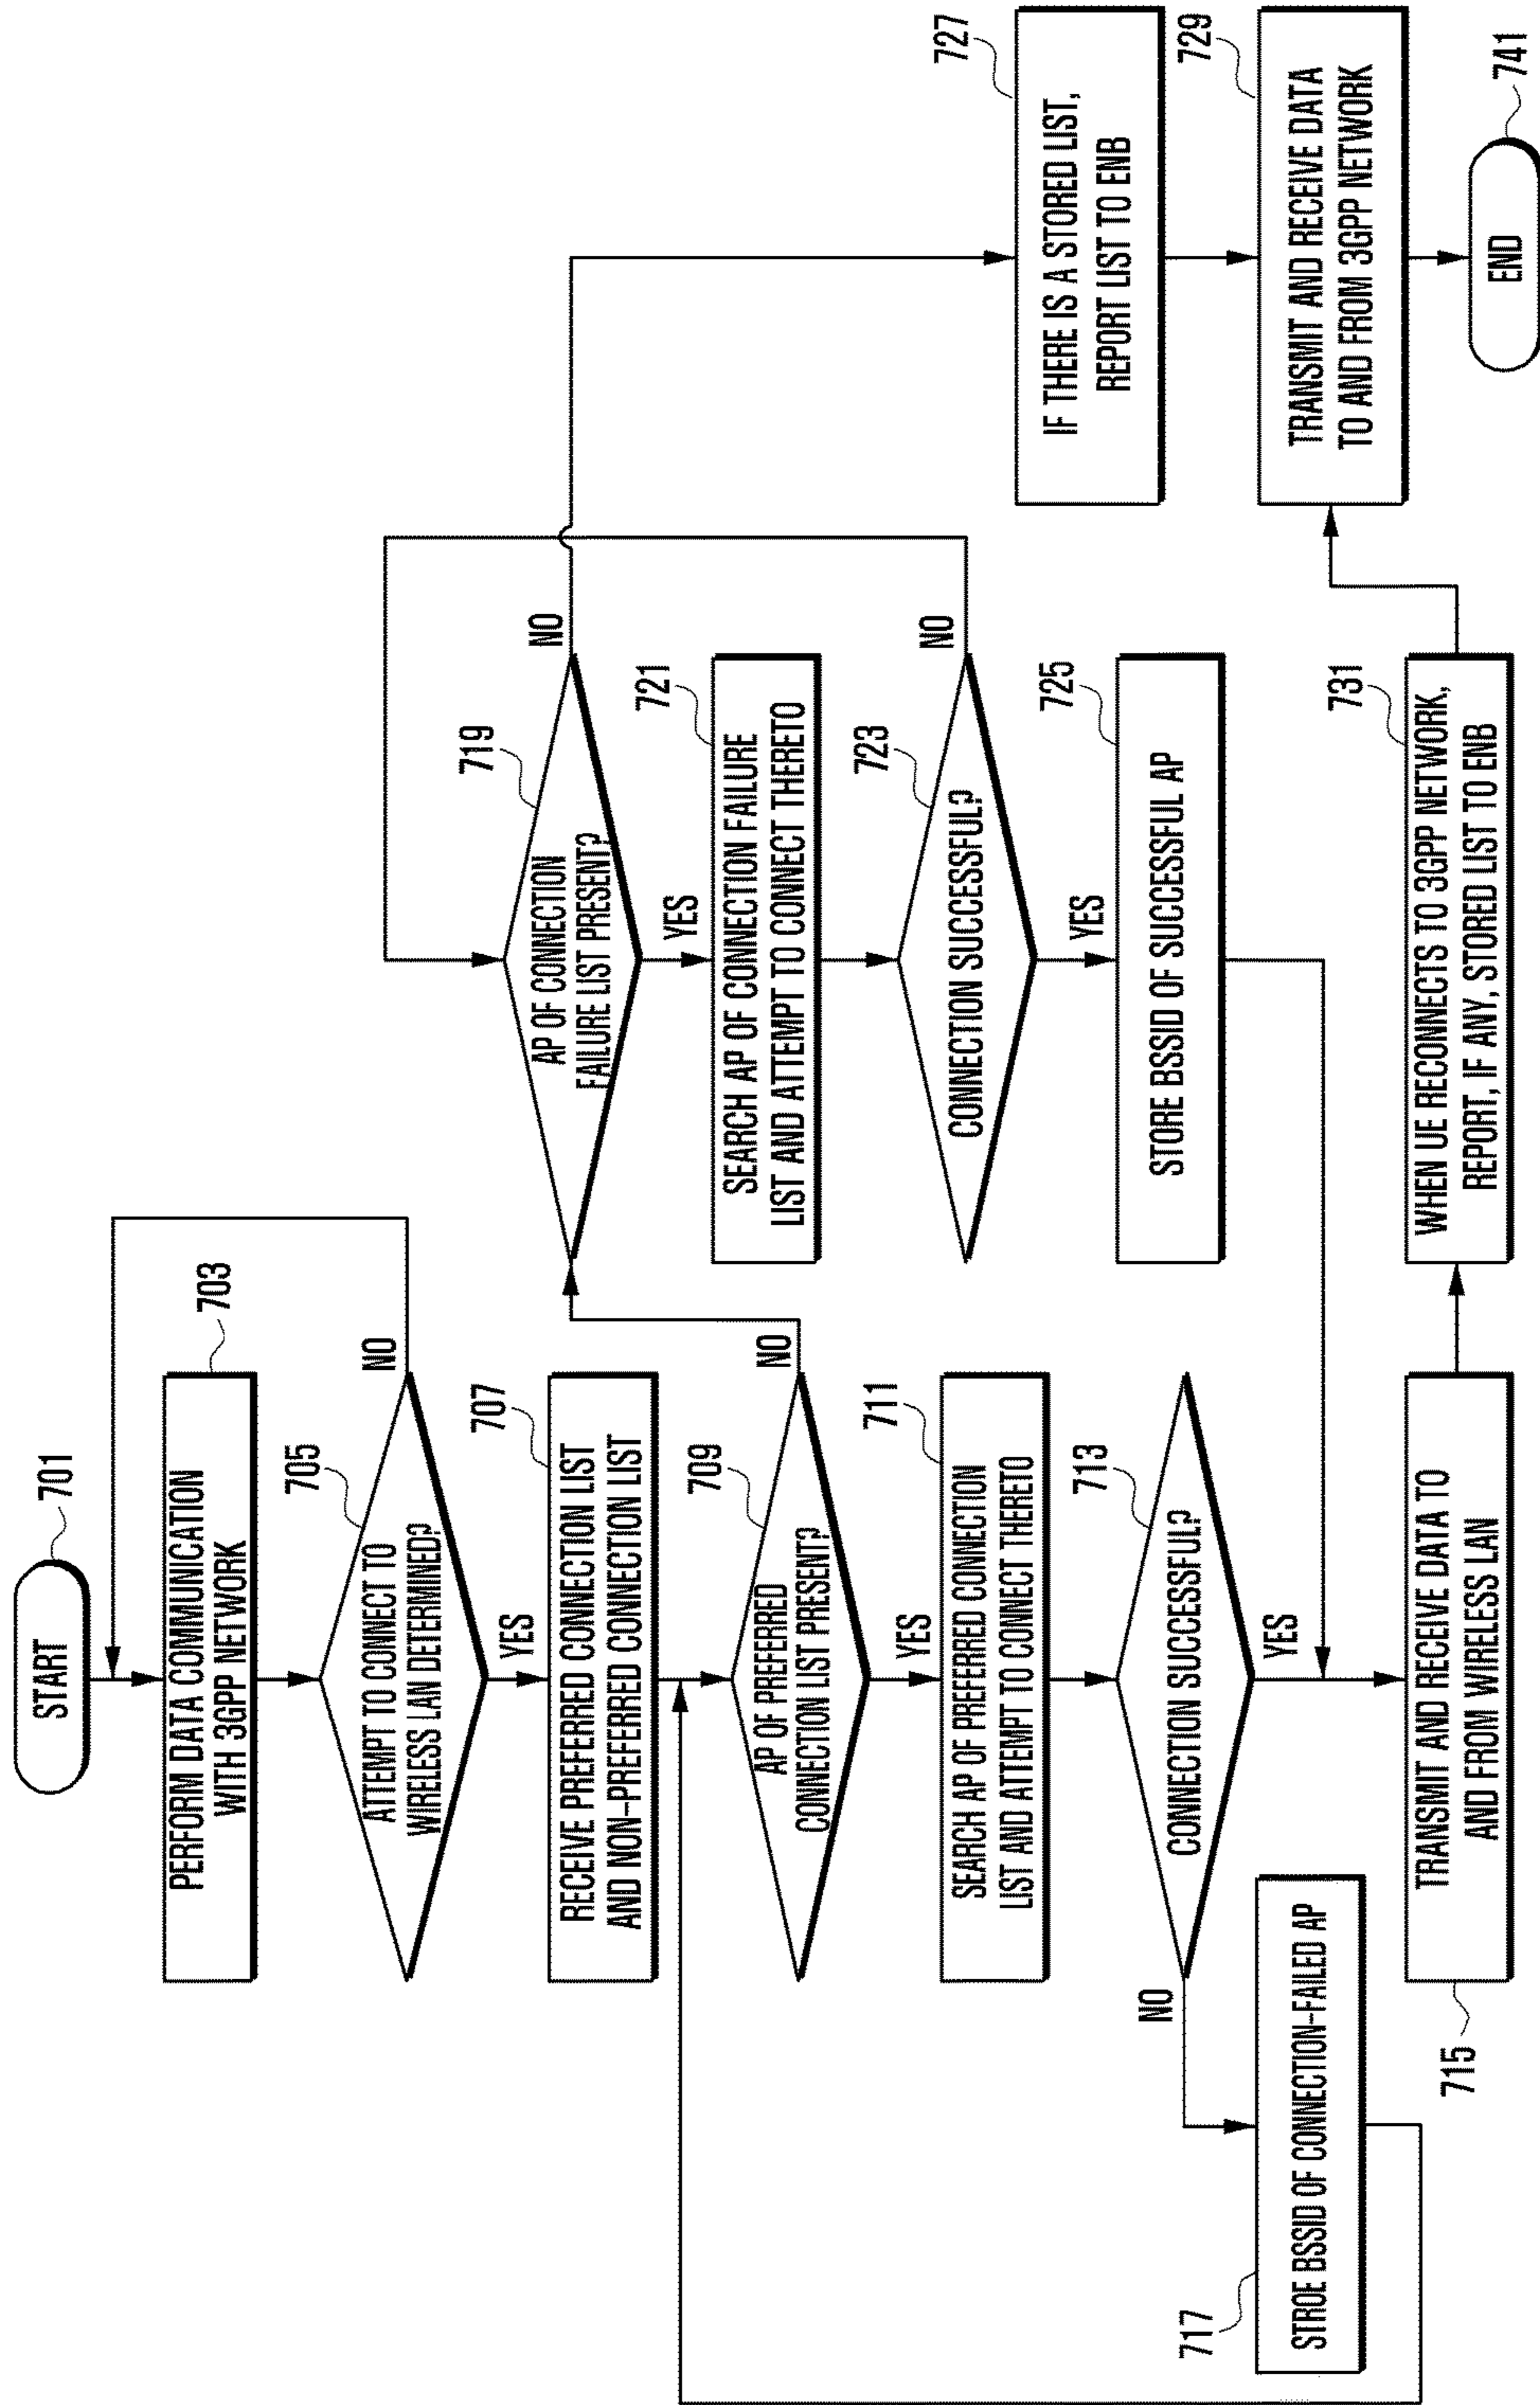 START
701
PERFORM DATA COMMUNICATION
WITH 3GPP NETWORK
703
ATTEMPT TO CONNECT TO
WIRELESS LAN DETERMINED?
705
NO
YES
RECEIVE PREFERRED CONNECTION LIST
AND NON-PREFERRED CONNECTION LIST
707
AP OF PREFERRED
CONNECTION LIST PRESENT?
709
NO
YES
SEARCH AP OF PREFERRED CONNECTION
LIST AND ATTEMPT TO CONNECT THERETO
711
CONNECTION SUCCESSFUL?
713
NO
YES
STROE BSSID OF CONNECTION-FAILED AP
717
TRANSMIT AND RECEIVE DATA TO
AND FROM WIRELESS LAN
715
AP OF CONNECTION
FAILURE LIST PRESENT?
719
NO
YES
SEARCH AP OF CONNECTION FAILURE
LIST AND ATTEMPT TO CONNECT THERETO
721
CONNECTION SUCCESSFUL?
723
NO
YES
STORE BSSID OF SUCCESSFUL AP
725
WHEN UE RECONNECTS TO 3GPP NETWORK,
REPORT, IF ANY, STORED LIST TO ENB
731
IF THERE IS A STORED LIST,
REPORT LIST TO ENB
727
TRANSMIT AND RECEIVE DATA
TO AND FROM 3GPP NETWORK
729
END
741